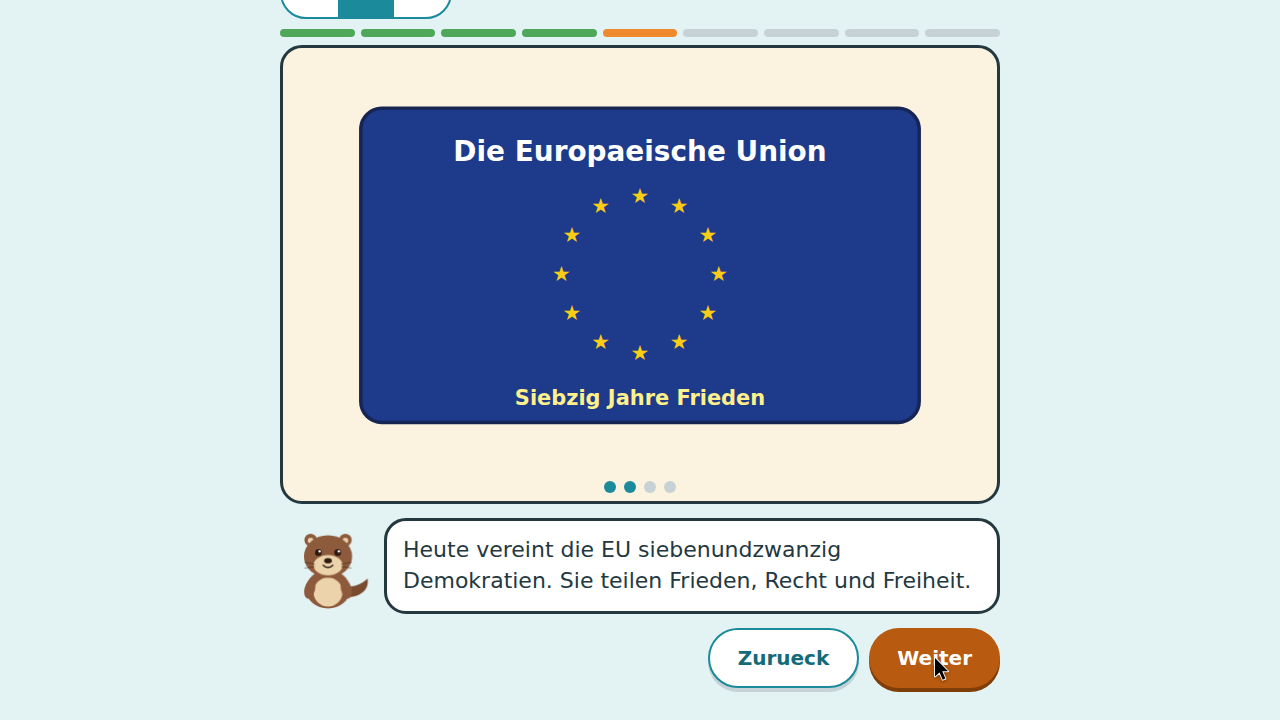 Die Europaeische Union
Siebzig Jahre Frieden
Heute vereint die EU siebenundzwanzig
Demokratien. Sie teilen Frieden, Recht und Freiheit.
Zurueck
Weiter